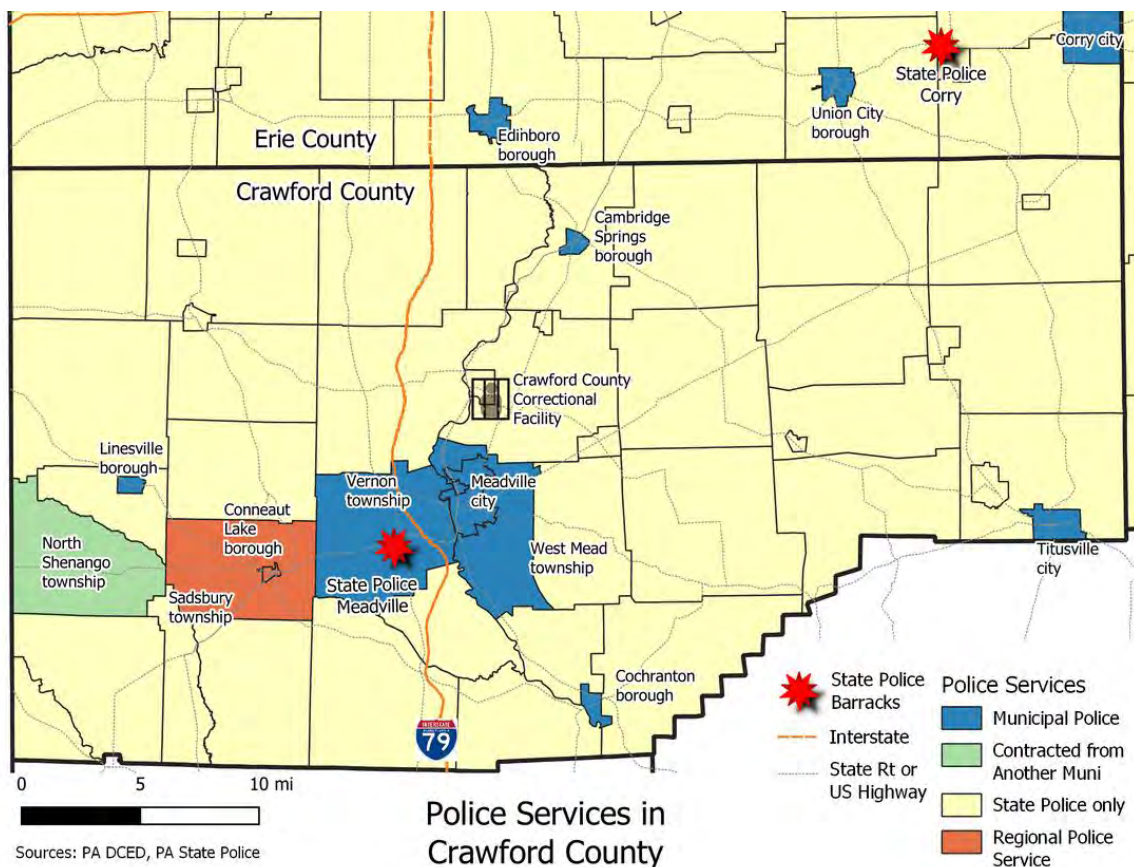 Corry city
State Police
Corry
Union City
borough
Edinboro
borough
Erie County
Crawford County
Cambridge
Springs
borough
Crawford County
Correctional
Facility
Linesville
borough
Vernon
township
Meadville
city
Conneaut
Lake
borough
North
Shenango
township
West Mead
township
Titusville
city
Sadsbury
township
State Police
Meadville
Cochranton
borough
INTERSTATE
79
State Police
Barracks
Interstate
State Rt or
US Highway
Police Services
Municipal Police
Contracted from
Another Muni
State Police only
Regional Police
Service
0 5 10 mi
Sources: PA DCED, PA State Police
Police Services in
Crawford County